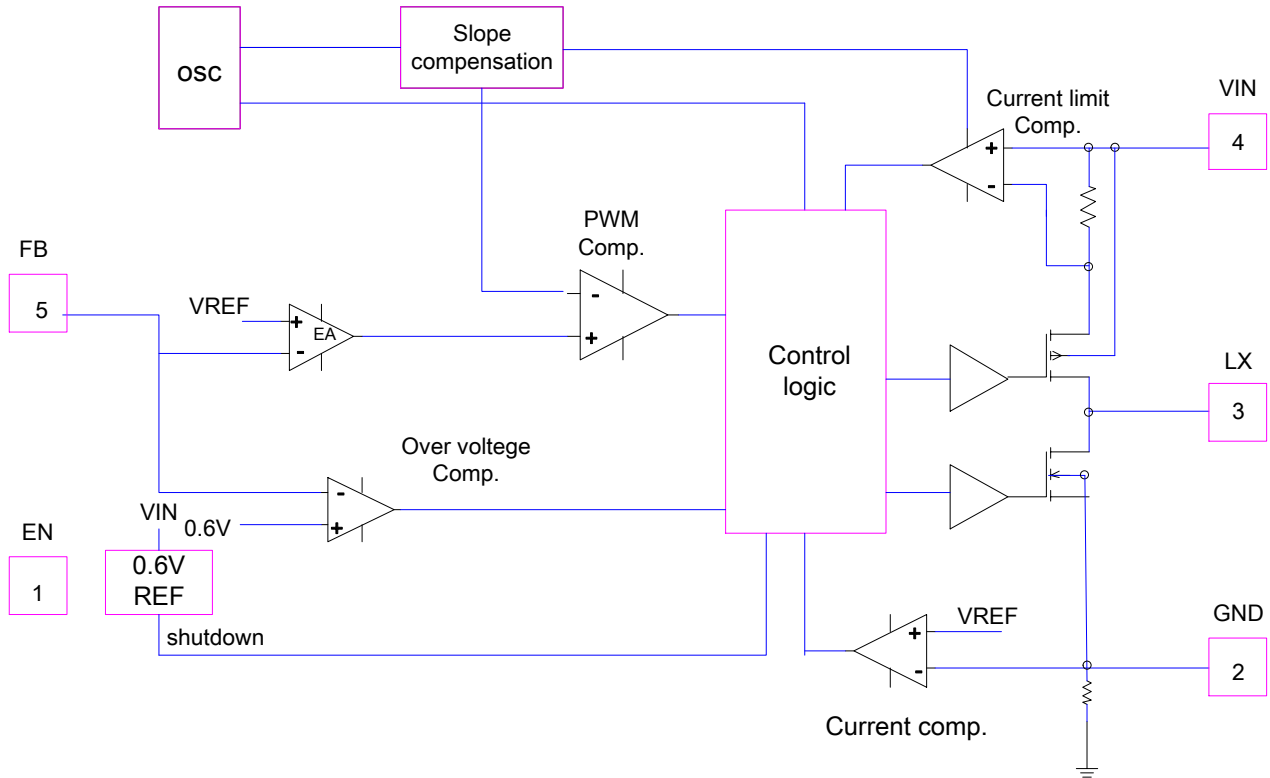 OSC
Slope
compensation
Current limit
Comp.
VIN
4
+
-
PWM
Comp.
FB
5
VREF
+
-
EA
-
+
Control
logic
LX
3
Over voltege
Comp.
-
+
VIN
0.6V
EN
1
0.6V
REF
shutdown
VREF
+
-
GND
2
Current comp.